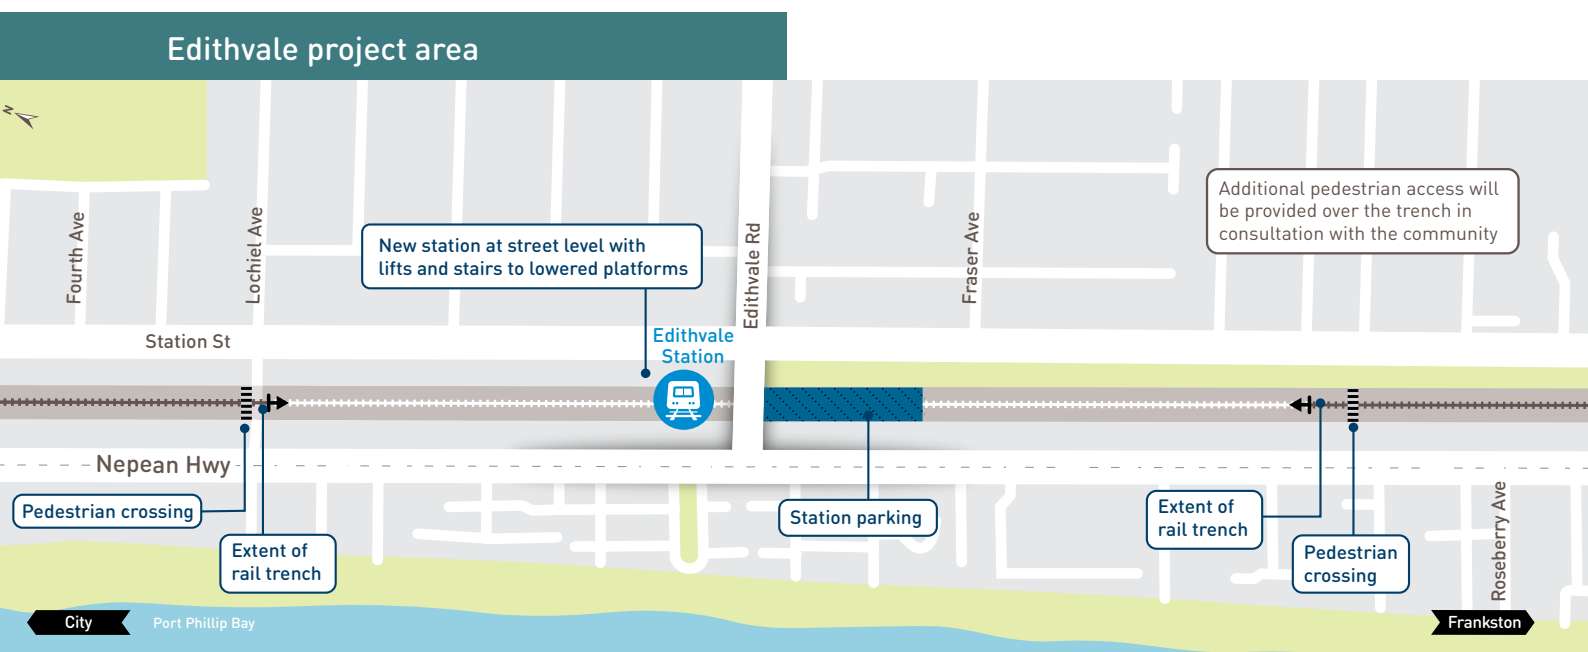 Edithvale project area
N
Additional pedestrian access will
be provided over the trench in
consultation with the community
Fourth Ave
Lochiel Ave
New station at street level with
lifts and stairs to lowered platforms
Edithvale Rd
Fraser Ave
Station St
Edithvale
Station
Nepean Hwy
Pedestrian crossing
Extent of
rail trench
Station parking
Extent of
rail trench
Pedestrian
crossing
Roseberry Ave
City
Port Phillip Bay
Frankston